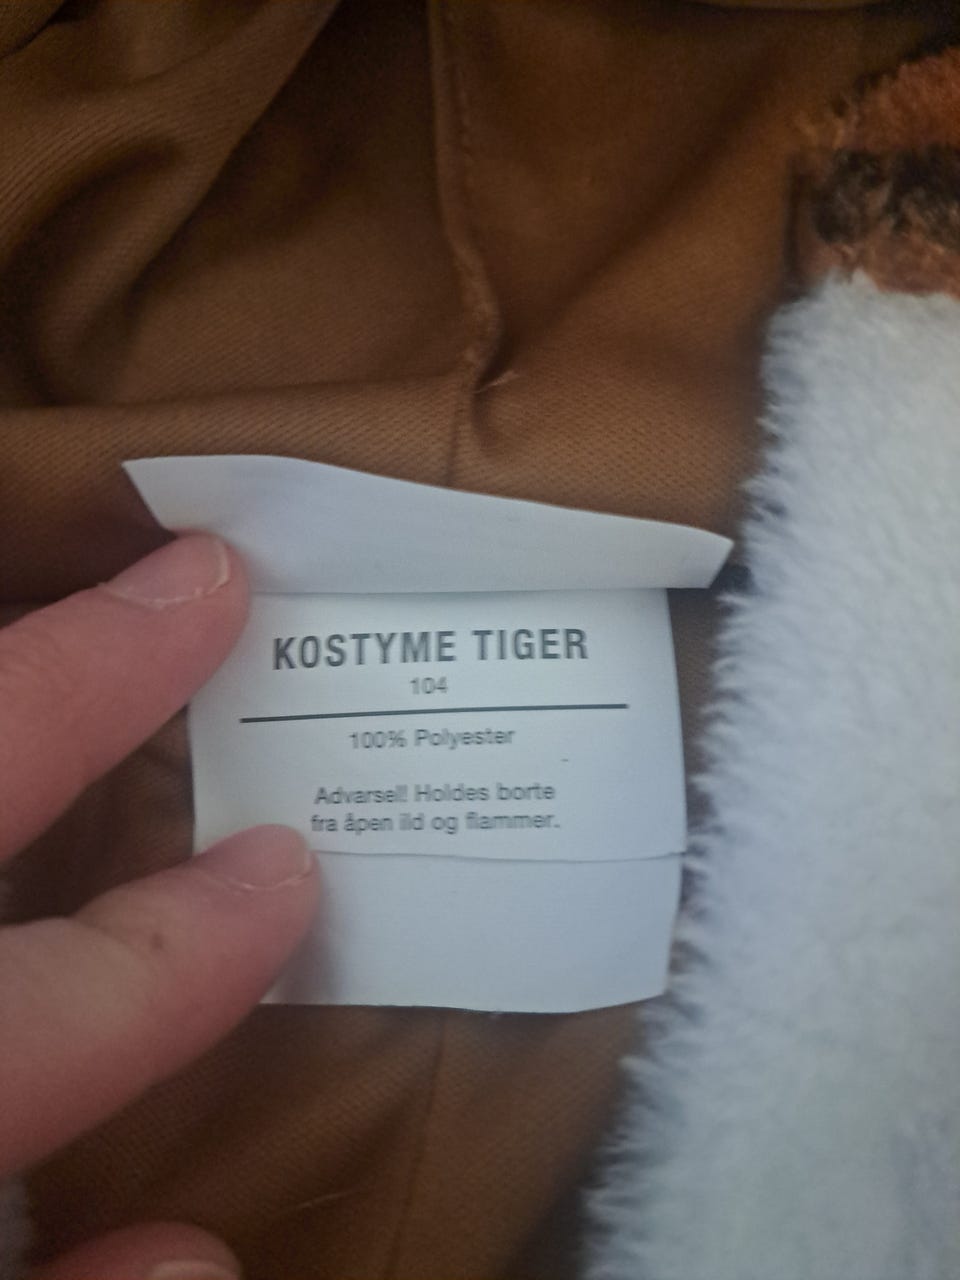 KOSTYME TIGER
104
100% Polyester
Advarsel! Holdes borte
fra åpen ild og flammer.